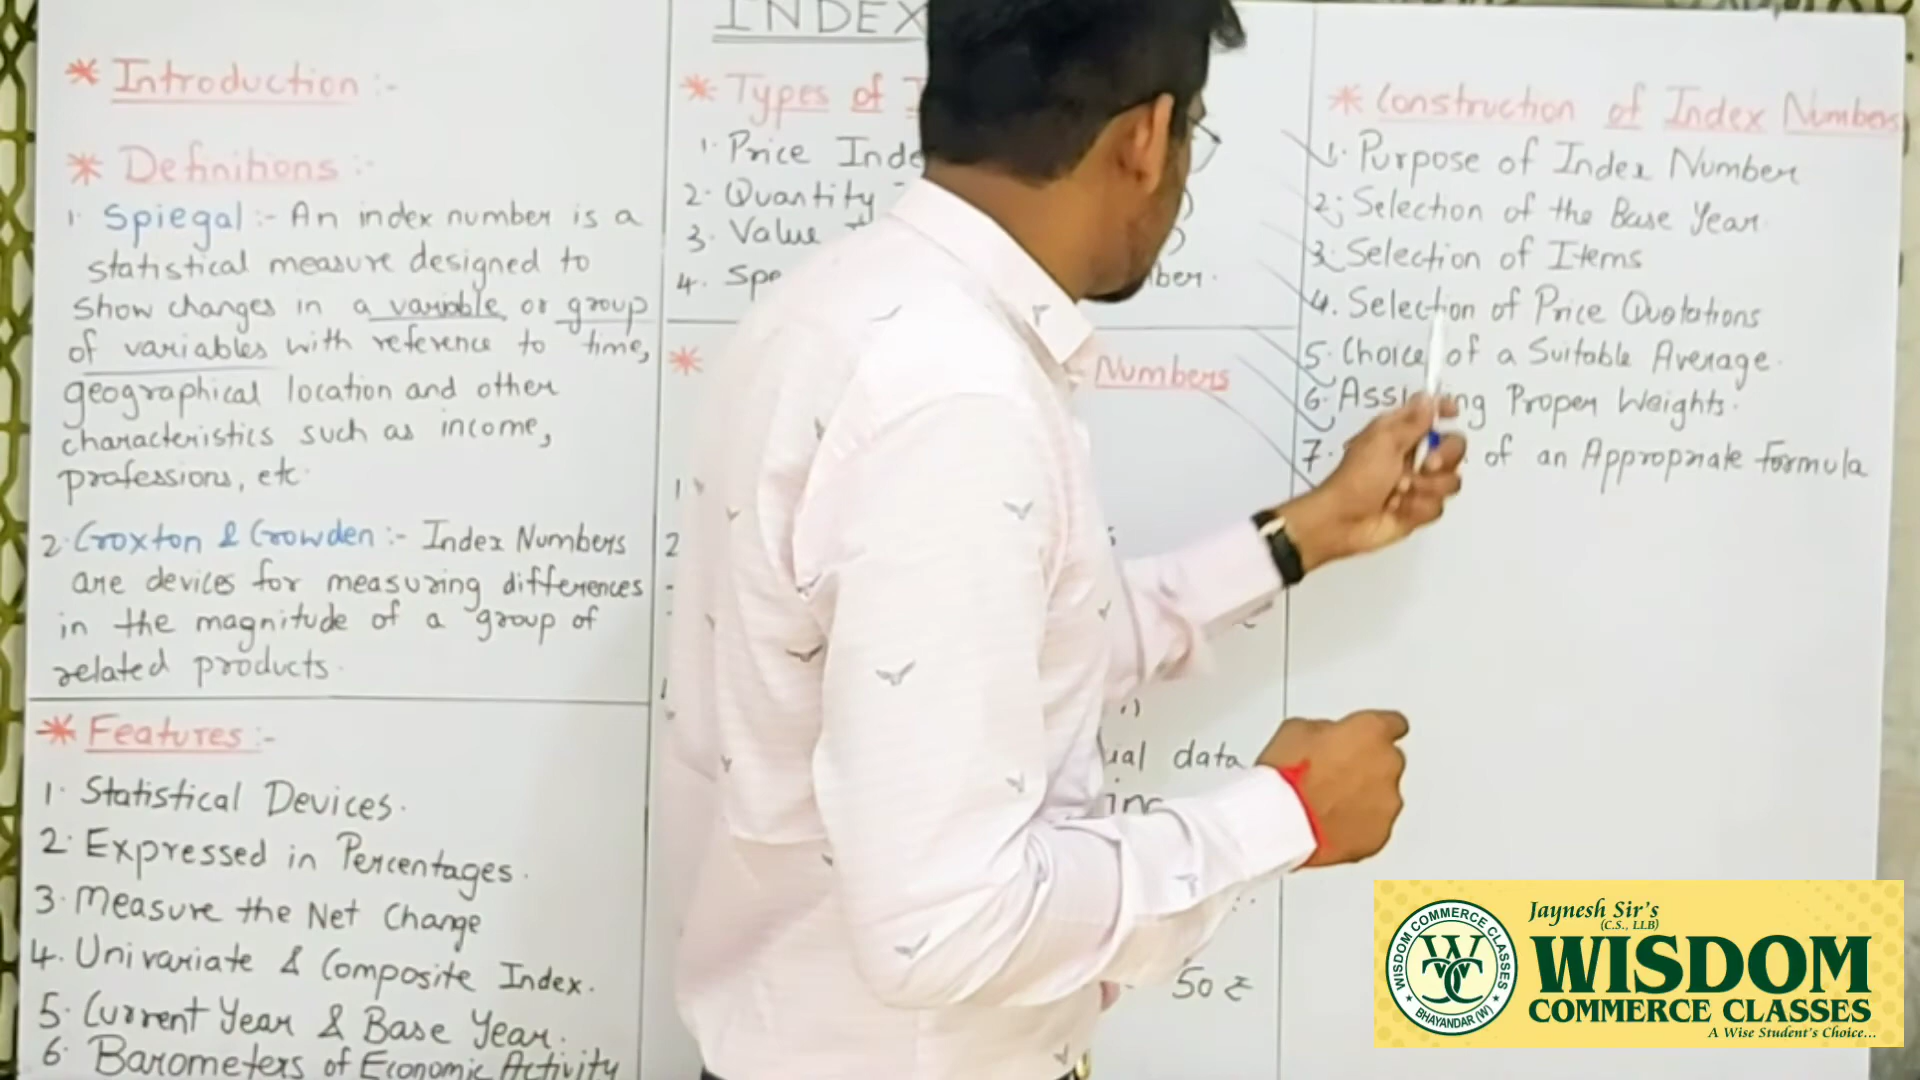 INDEX
* Introduction :-
* Definitions :-
1. Spiegal :- An index number is a
statistical measure designed to
show changes in a variable or group
of variables with reference to time,
geographical location and other
characteristics such as income,
professions, etc.
2. Croxton & Crowden :- Index Numbers
are devices for measuring differences
in the magnitude of a group of
related products.
* Features :-
1. Statistical Devices.
2. Expressed in Percentages.
3. Measure the Net Change
4. Univariate & Composite Index.
5. Current Year & Base Year.
6. Barometers of Economic Activity
* Types of
1. Price
2. Quantity
3. Value
4.
* Numbers
1
2
data
50 ₹
* Construction of Index Numbers
1. Purpose of Index Number
2. Selection of the Base Year.
3. Selection of Items
4. Selection of Price Quotations
5. Choice of a Suitable Average.
6. Proper Weights.
7. of an Appropriate Formula
Jaynesh Sir's
(C.S., LLB)
WISDOM
COMMERCE CLASSES
A Wise Student's Choice...
WISDOM COMMERCE CLASSES
BHAYANDAR (W)
WCC